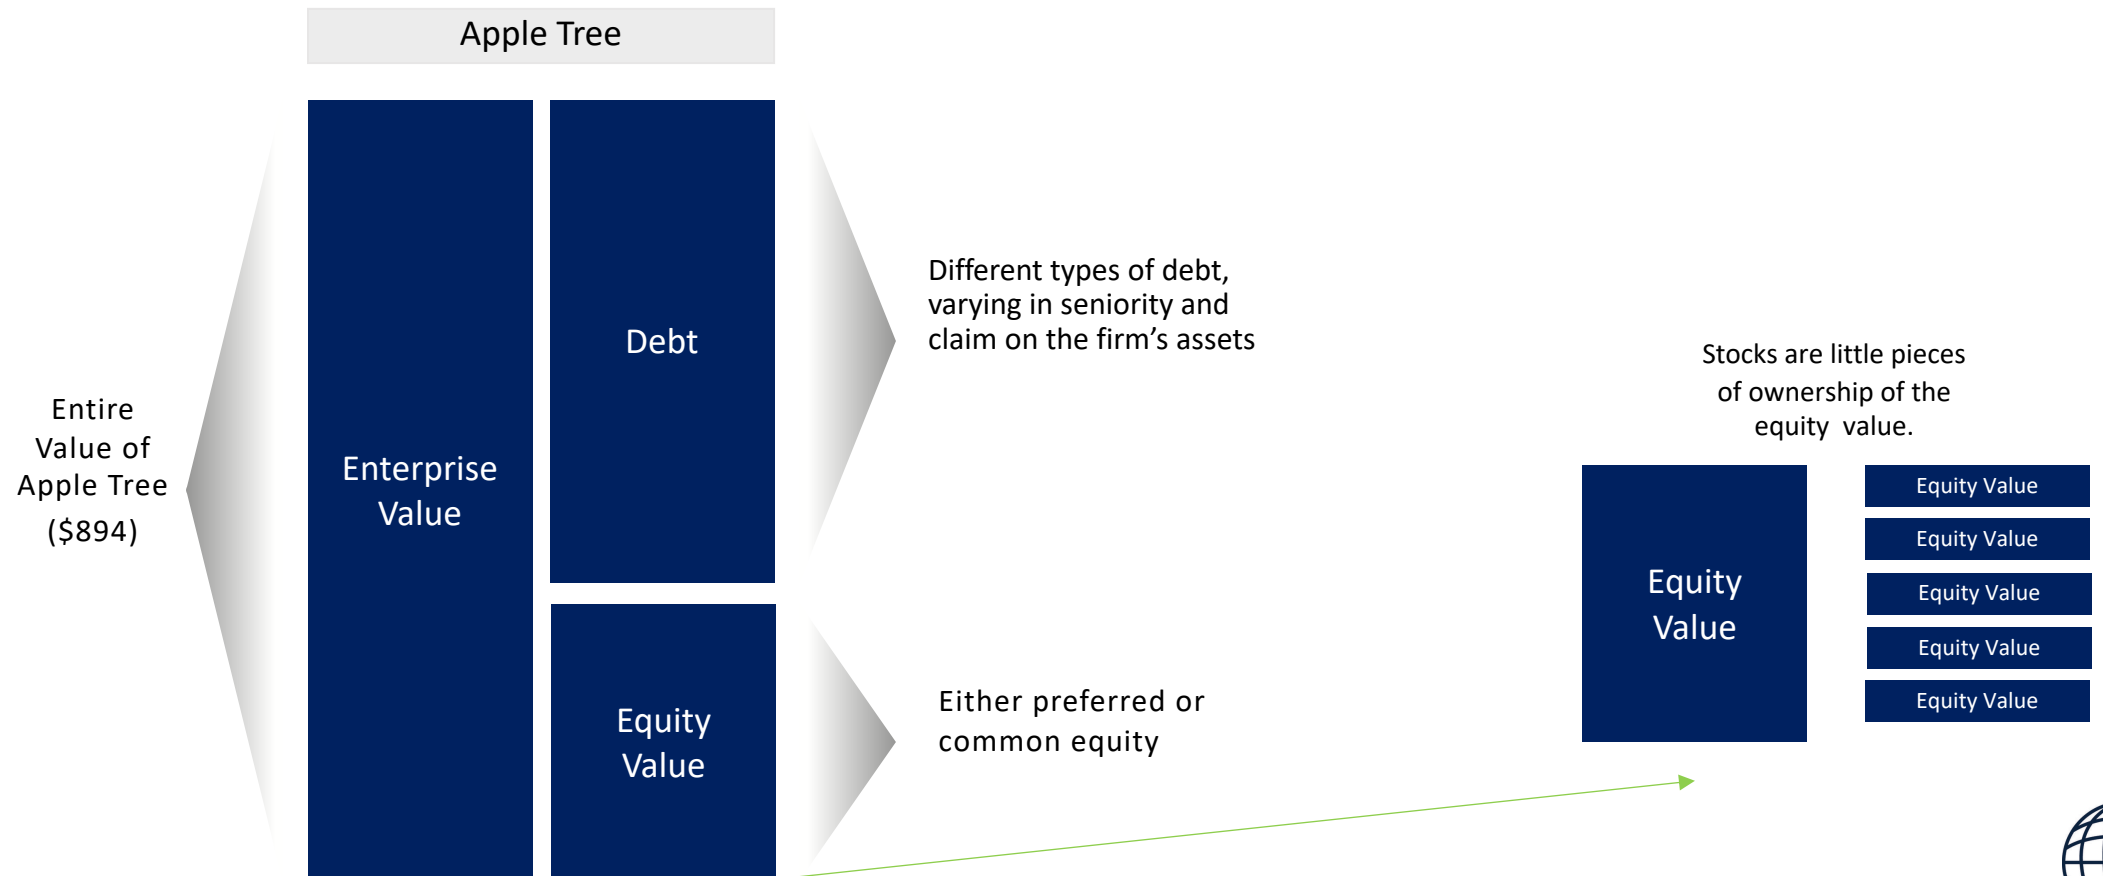 Apple Tree
Entire
Value of
Apple Tree
($894)
Enterprise
Value
Debt
Different types of debt,
varying in seniority and
claim on the firm’s assets
Equity
Value
Either preferred or
common equity
Stocks are little pieces
of ownership of the
equity value.
Equity
Value
Equity Value
Equity Value
Equity Value
Equity Value
Equity Value